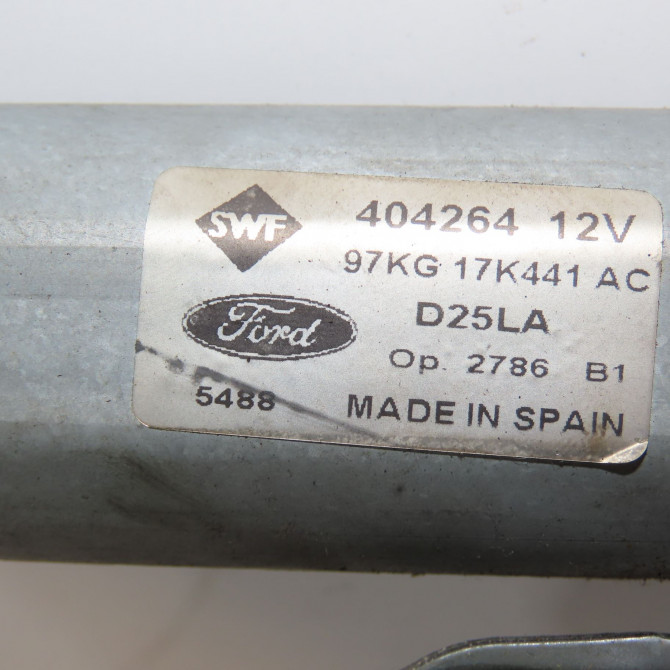 SWF
404264 12V
97KG 17K441 AC
Ford
D25LA
Op. 2786 B1
5488
MADE IN SPAIN